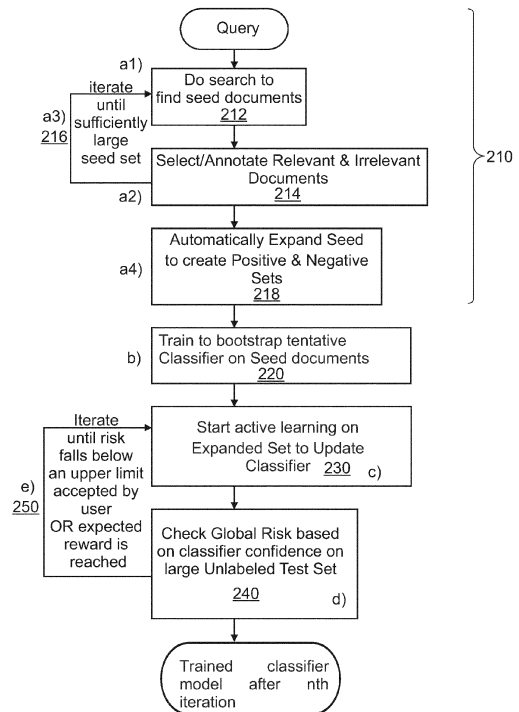 Query
a1)
Do search to
find seed documents
212
iterate
until
sufficiently
large
seed set
a3)
216
210
Select/Annotate Relevant & Irrelevant
Documents
214
a2)
Automatically Expand Seed
to create Positive & Negative
Sets
218
a4)
Train to bootstrap tentative
Classifier on Seed documents
220
b)
Start active learning on
Expanded Set to Update
Classifier 230 c)
Iterate
until risk
falls below
an upper limit
accepted by
user
OR expected
reward is
reached
e)
250
Check Global Risk based
on classifier confidence on
large Unlabeled Test Set
240
d)
Trained classifier
model after nth
iteration